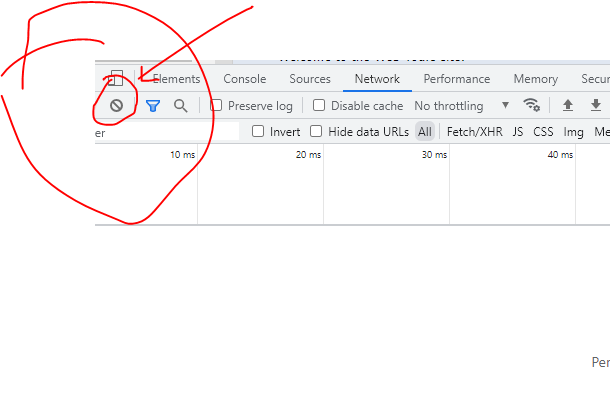 Elements Console Sources Network Performance Memory
Preserve log Disable cache No throttling
er Invert Hide data URLs All Fetch/XHR JS CSS Img
10 ms 20 ms 30 ms 40 ms